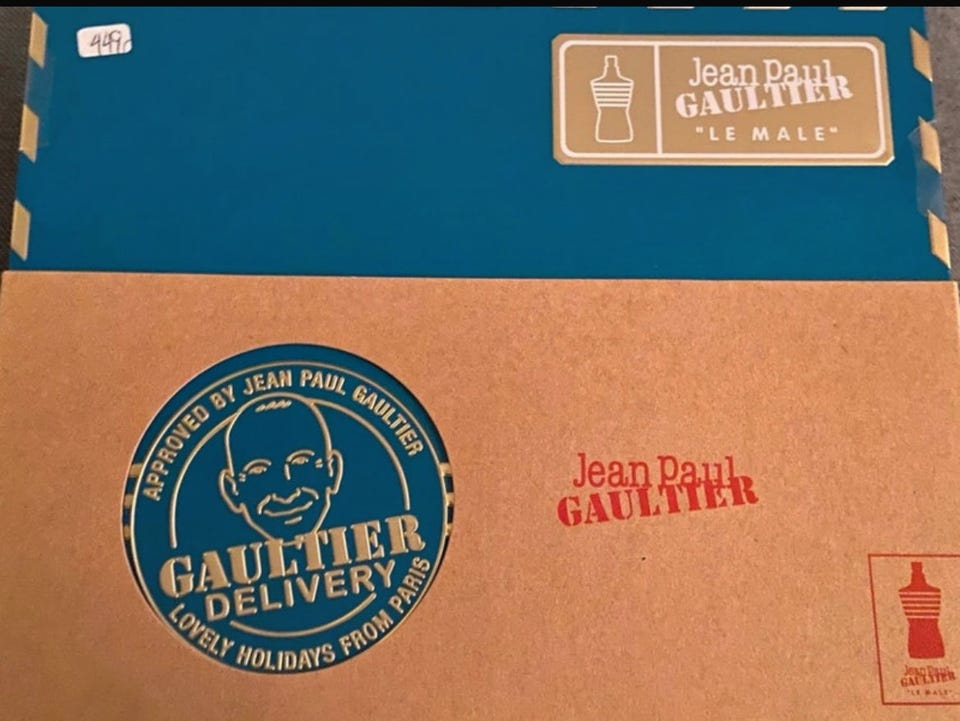 449,-
Jean Paul
GAULTIER
"LE MALE"
APPROVED BY JEAN PAUL GAULTIER
GAULTIER
DELIVERY
LOVELY HOLIDAYS FROM PARIS
Jean Paul
GAULTIER
Jean Paul
GAULTIER
"LE MALE"